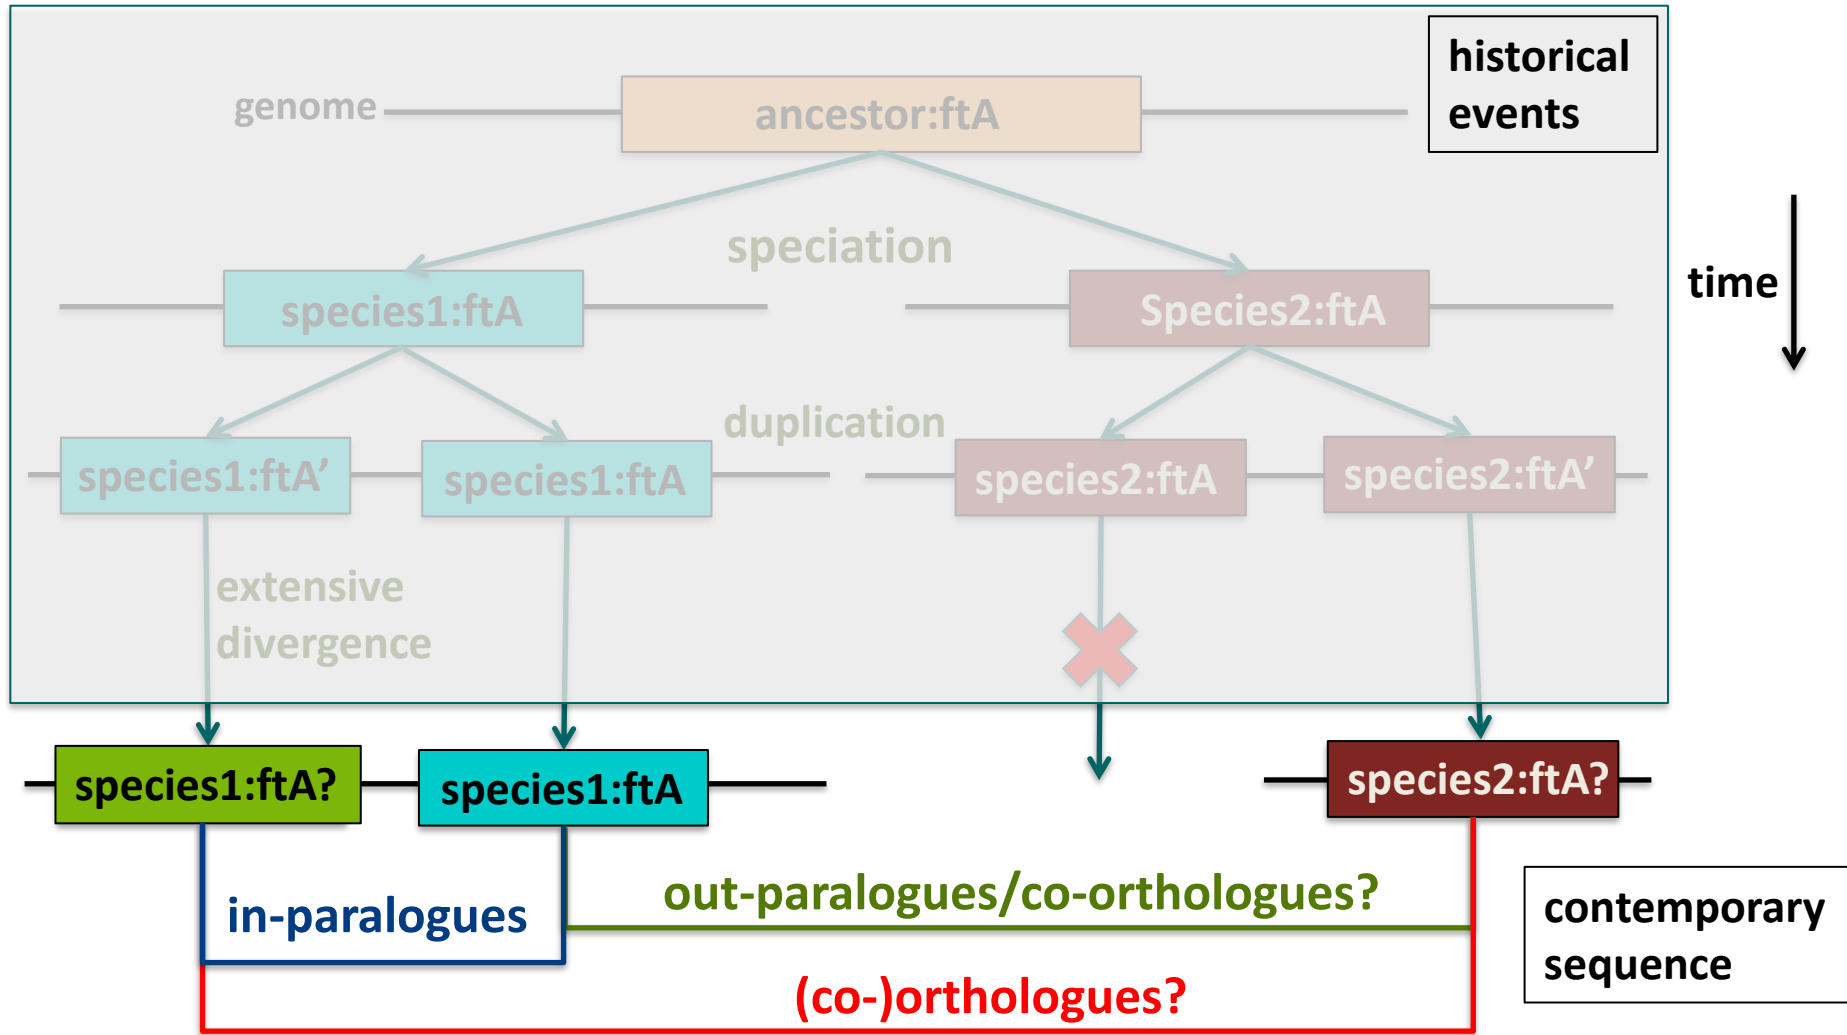 historical
events
genome
ancestor:ftA
speciation
time
species1:ftA
Species2:ftA
duplication
species1:ftA’
species1:ftA
species2:ftA
species2:ftA’
extensive
divergence
species1:ftA?
species1:ftA
species2:ftA?
in-paralogues
out-paralogues/co-orthologues?
contemporary
sequence
(co-)orthologues?